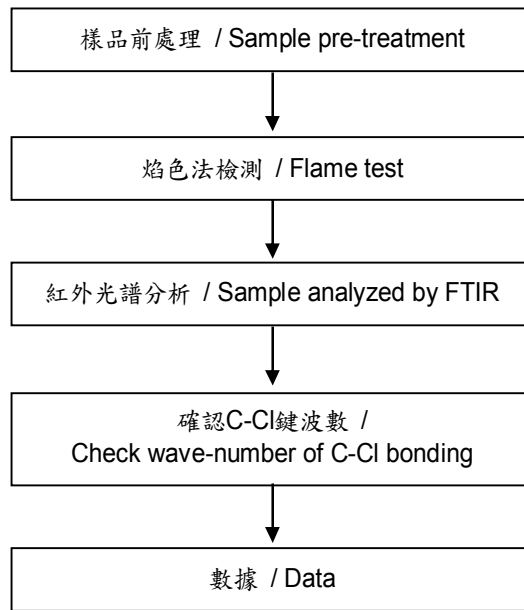 樣品前處理 / Sample pre-treatment
焰色法檢測 / Flame test
紅外光譜分析 / Sample analyzed by FTIR
確認C-Cl鍵波數 /
Check wave-number of C-Cl bonding
數據 / Data